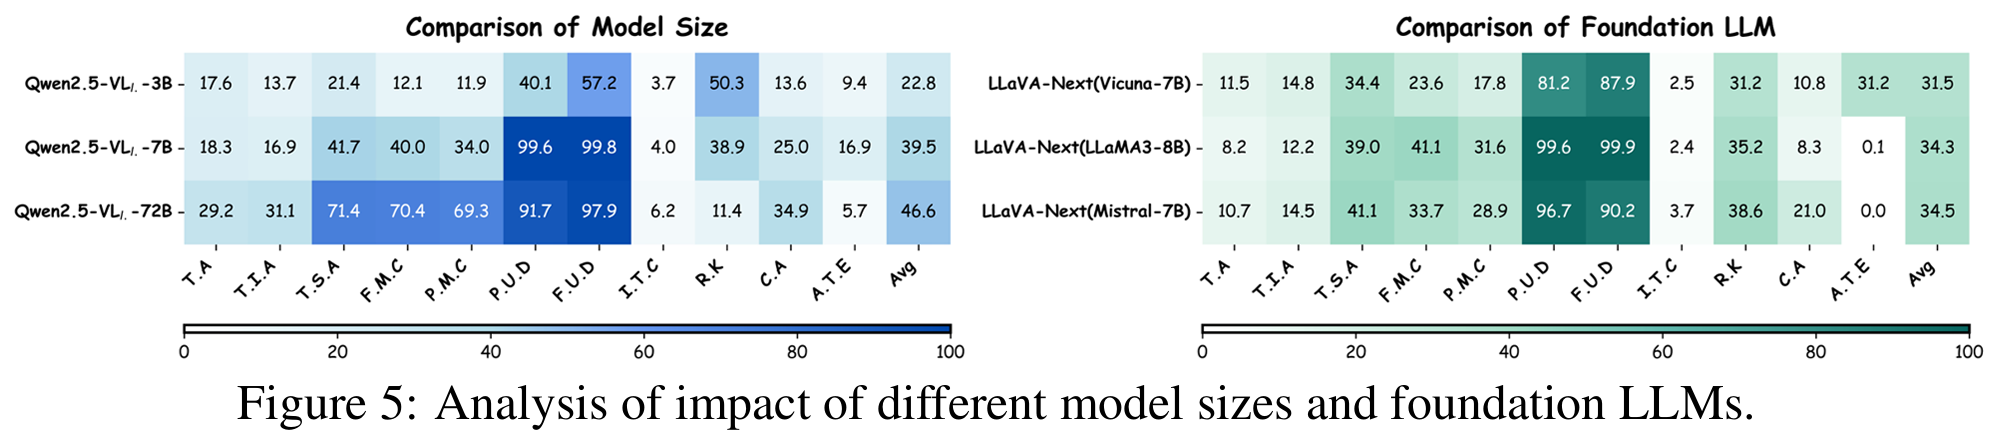 Comparison of Model Size
Qwen2.5-VL_I.-3B 17.6 13.7 21.4 12.1 11.9 40.1 57.2 3.7 50.3 13.6 9.4 22.8
Qwen2.5-VL_I.-7B 18.3 16.9 41.7 40.0 34.0 99.6 99.8 4.0 38.9 25.0 16.9 39.5
Qwen2.5-VL_I.-72B 29.2 31.1 71.4 70.4 69.3 91.7 97.9 6.2 11.4 34.9 5.7 46.6
T.A T.I.A T.S.A F.M.C P.M.C P.U.D F.U.D I.T.C R.K C.A A.T.E Avg
0 20 40 60 80 100
Comparison of Foundation LLM
LLaVA-Next(Vicuna-7B) 11.5 14.8 34.4 23.6 17.8 81.2 87.9 2.5 31.2 10.8 31.2 31.5
LLaVA-Next(LLaMA3-8B) 8.2 12.2 39.0 41.1 31.6 99.6 99.9 2.4 35.2 8.3 0.1 34.3
LLaVA-Next(Mistral-7B) 10.7 14.5 41.1 33.7 28.9 96.7 90.2 3.7 38.6 21.0 0.0 34.5
T.A T.I.A T.S.A F.M.C P.M.C P.U.D F.U.D I.T.C R.K C.A A.T.E Avg
0 20 40 60 80 100
Figure 5: Analysis of impact of different model sizes and foundation LLMs.